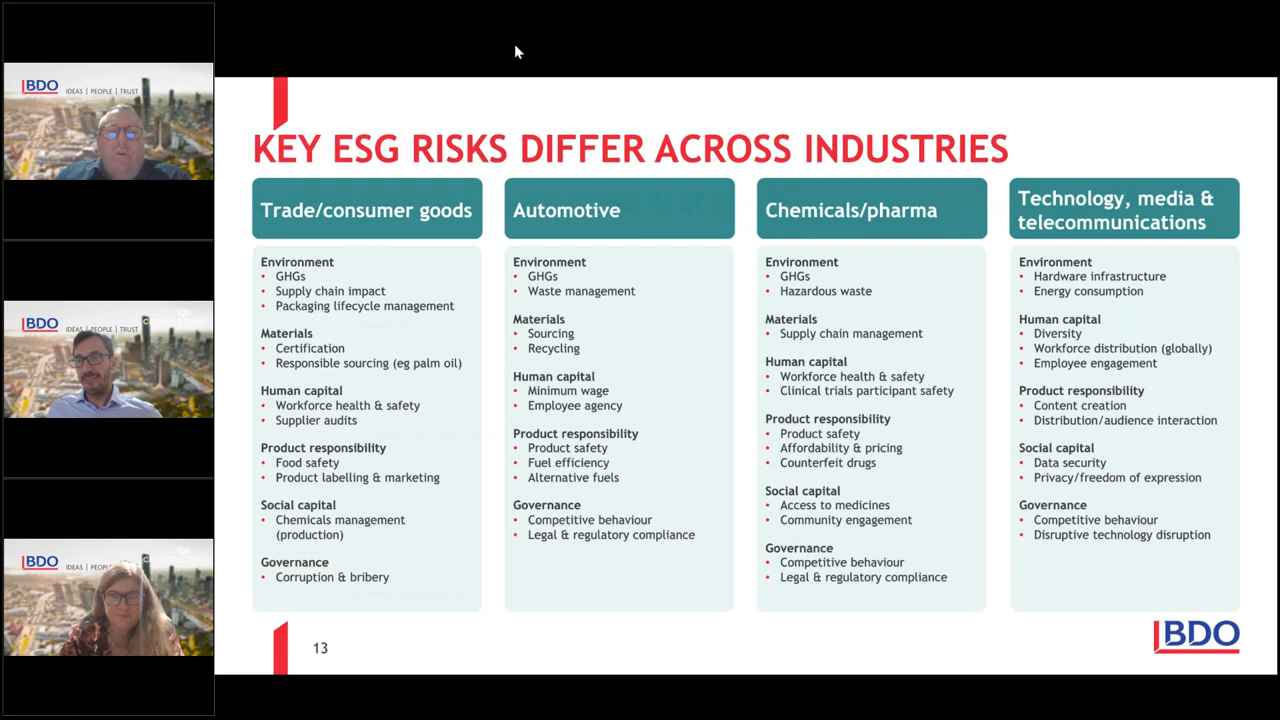 BDO
IDEAS | PEOPLE | TRUST
BDO
IDEAS | PEOPLE | TRUST
BDO
KEY ESG RISKS DIFFER ACROSS INDUSTRIES
Trade/consumer goods
Environment
• GHGs
• Supply chain impact
• Packaging lifecycle management
Materials
• Certification
• Responsible sourcing (eg palm oil)
Human capital
• Workforce health & safety
• Supplier audits
Product responsibility
• Food safety
• Product labelling & marketing
Social capital
• Chemicals management
(production)
Governance
• Corruption & bribery
Automotive
Environment
• GHGs
• Waste management
Materials
• Sourcing
• Recycling
Human capital
• Minimum wage
• Employee agency
Product responsibility
• Product safety
• Fuel efficiency
• Alternative fuels
Governance
• Competitive behaviour
• Legal & regulatory compliance
Chemicals/pharma
Environment
• GHGs
• Hazardous waste
Materials
• Supply chain management
Human capital
• Workforce health & safety
• Clinical trials participant safety
Product responsibility
• Product safety
• Affordability & pricing
• Counterfeit drugs
Social capital
• Access to medicines
• Community engagement
Governance
• Competitive behaviour
• Legal & regulatory compliance
Technology, media &
telecommunications
Environment
• Hardware infrastructure
• Energy consumption
Human capital
• Diversity
• Workforce distribution (globally)
• Employee engagement
Product responsibility
• Content creation
• Distribution/audience interaction
Social capital
• Data security
• Privacy/freedom of expression
Governance
• Competitive behaviour
• Disruptive technology disruption
13
BDO